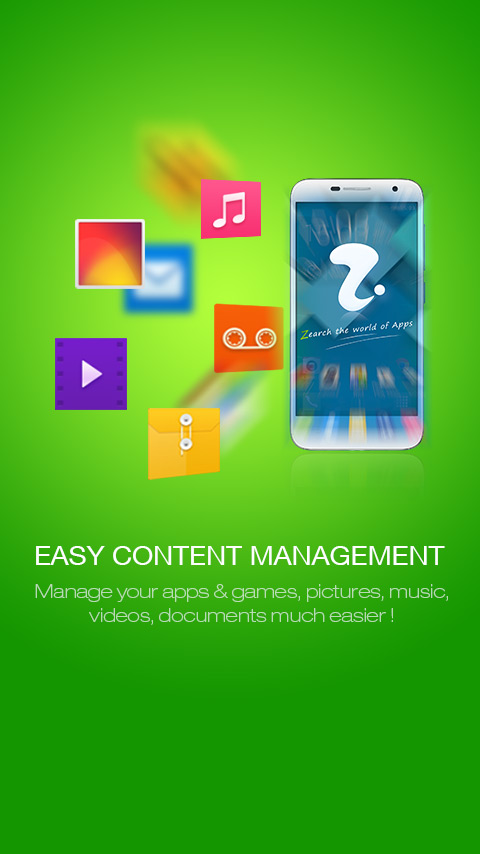 Zearch the world of Apps
EASY CONTENT MANAGEMENT
Manage your apps & games, pictures, music,
videos, documents much easier !